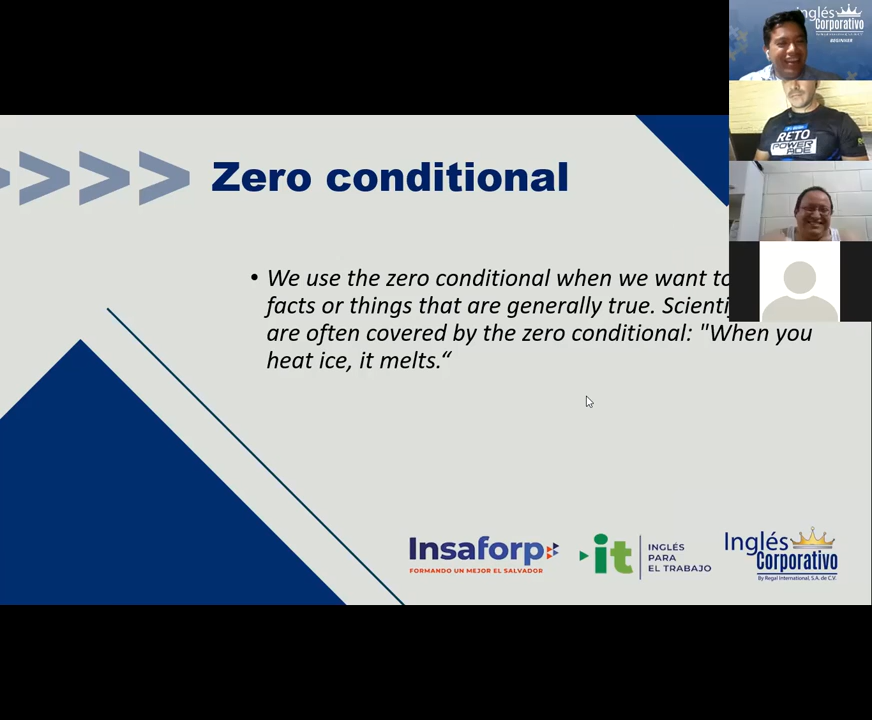 Inglés
Corporativo
BEGINNER
RETO
POWER
ADE
>>>> Zero conditional
• We use the zero conditional when we want to
facts or things that are generally true.
are often covered by the zero conditional: "When you
heat ice, it melts.“
Insaforp
FORMANDO UN MEJOR EL SALVADOR
it
INGLÉS
PARA
EL TRABAJO
Inglés
Corporativo
By Regal International, S.A. de C.V.